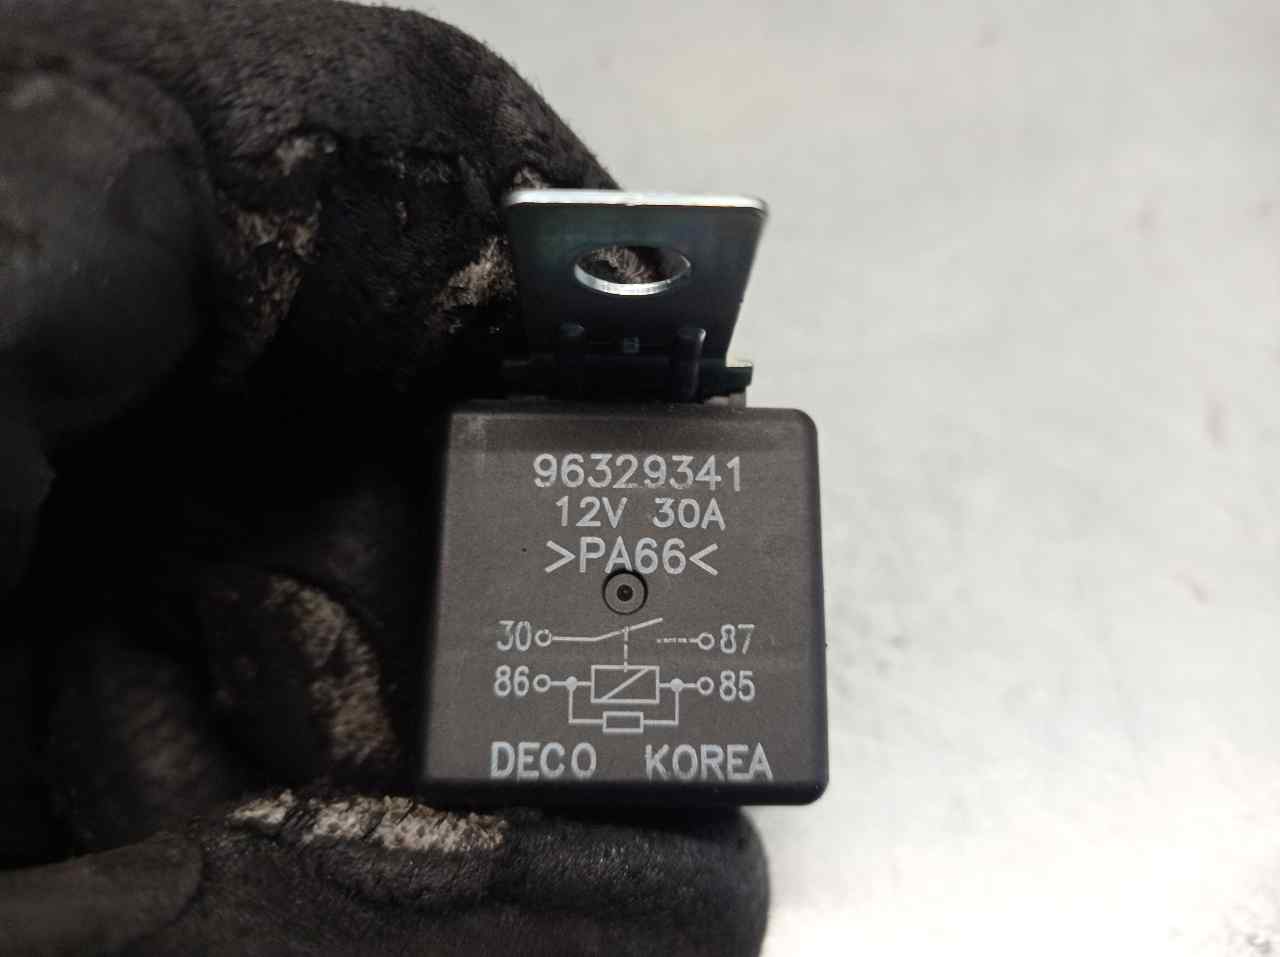 96329341
12V 30A
>PA66<
30 87
86 85
DECO KOREA